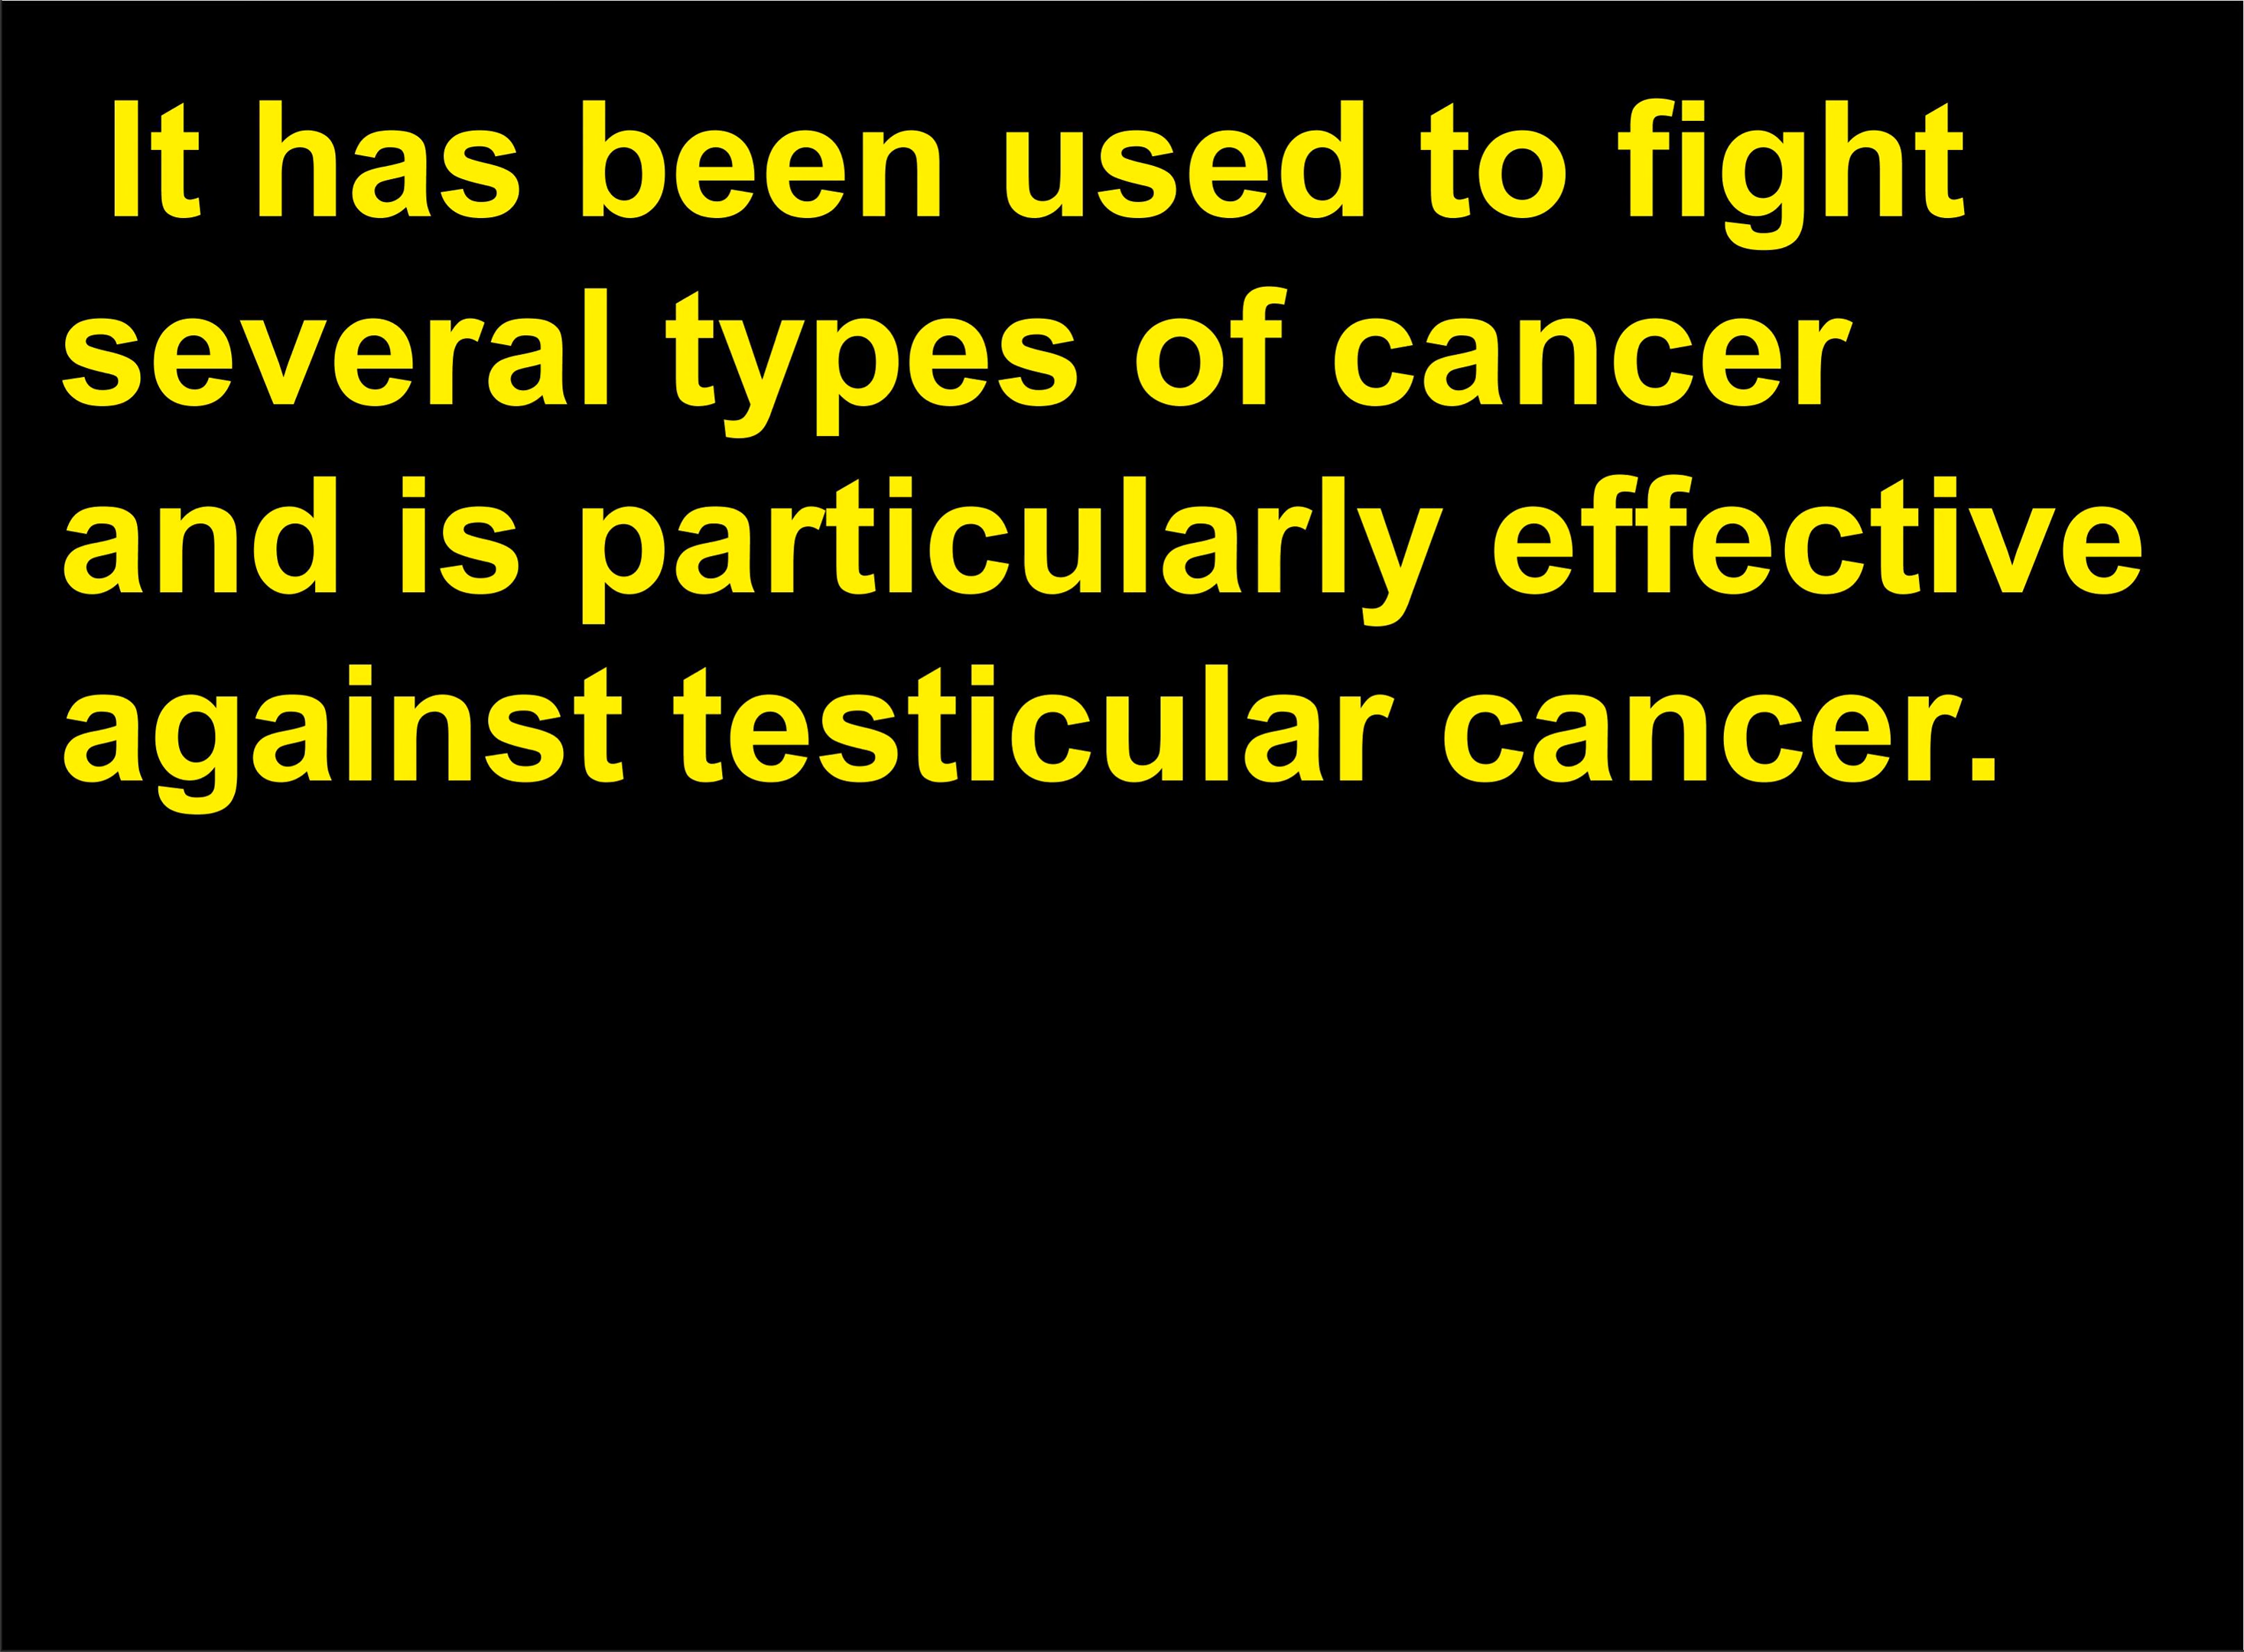 It has been used to fight
several types of cancer
and is particularly effective
against testicular cancer.